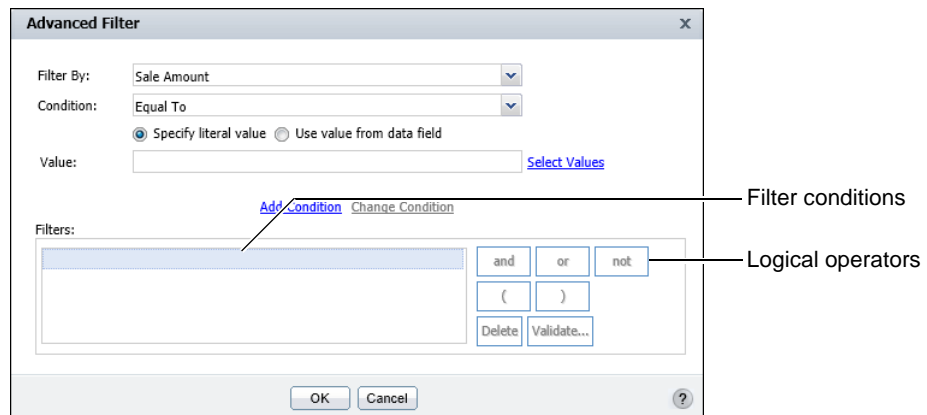 Advanced Filter x
Filter By: Sale Amount
Condition: Equal To
Specify literal value Use value from data field
Value: Select Values
Add Condition Change Condition
Filter conditions
Filters:
and or not
Logical operators
( )
Delete Validate...
OK Cancel ?